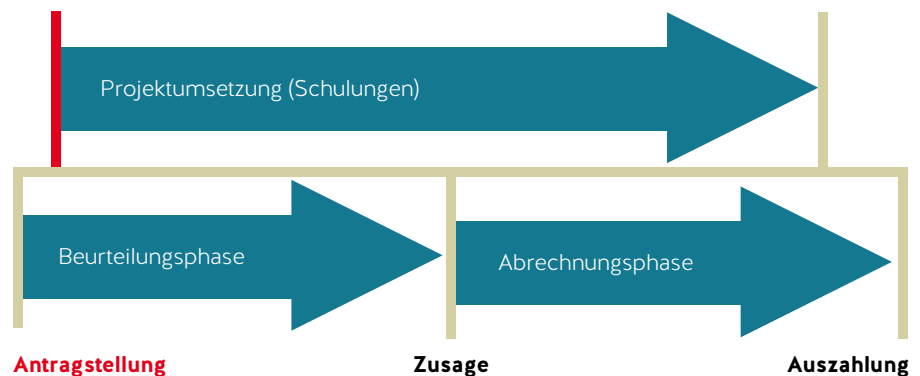 Projektumsetzung (Schulungen)
Beurteilungsphase
Abrechnungsphase
Antragstellung
Zusage
Auszahlung